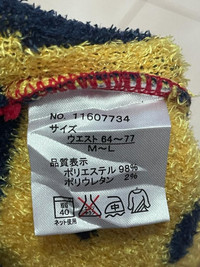 NO. 11607734
サイズ
ウエスト 64～77
M～L
品質表示
ポリエステル 98%
ポリウレタン 2%
40 中
ネット使用